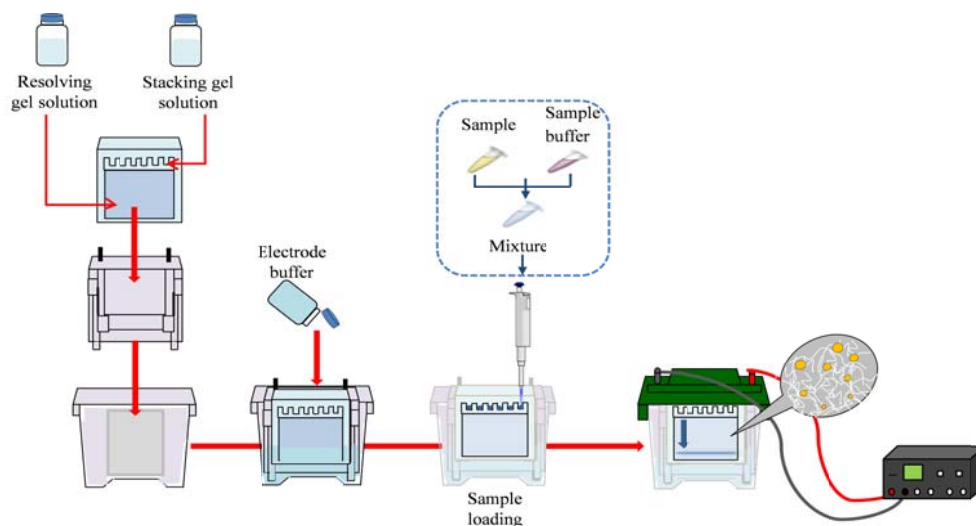 Resolving
gel solution
Stacking gel
solution
Sample
Sample
buffer
Mixture
Electrode
buffer
Sample
loading